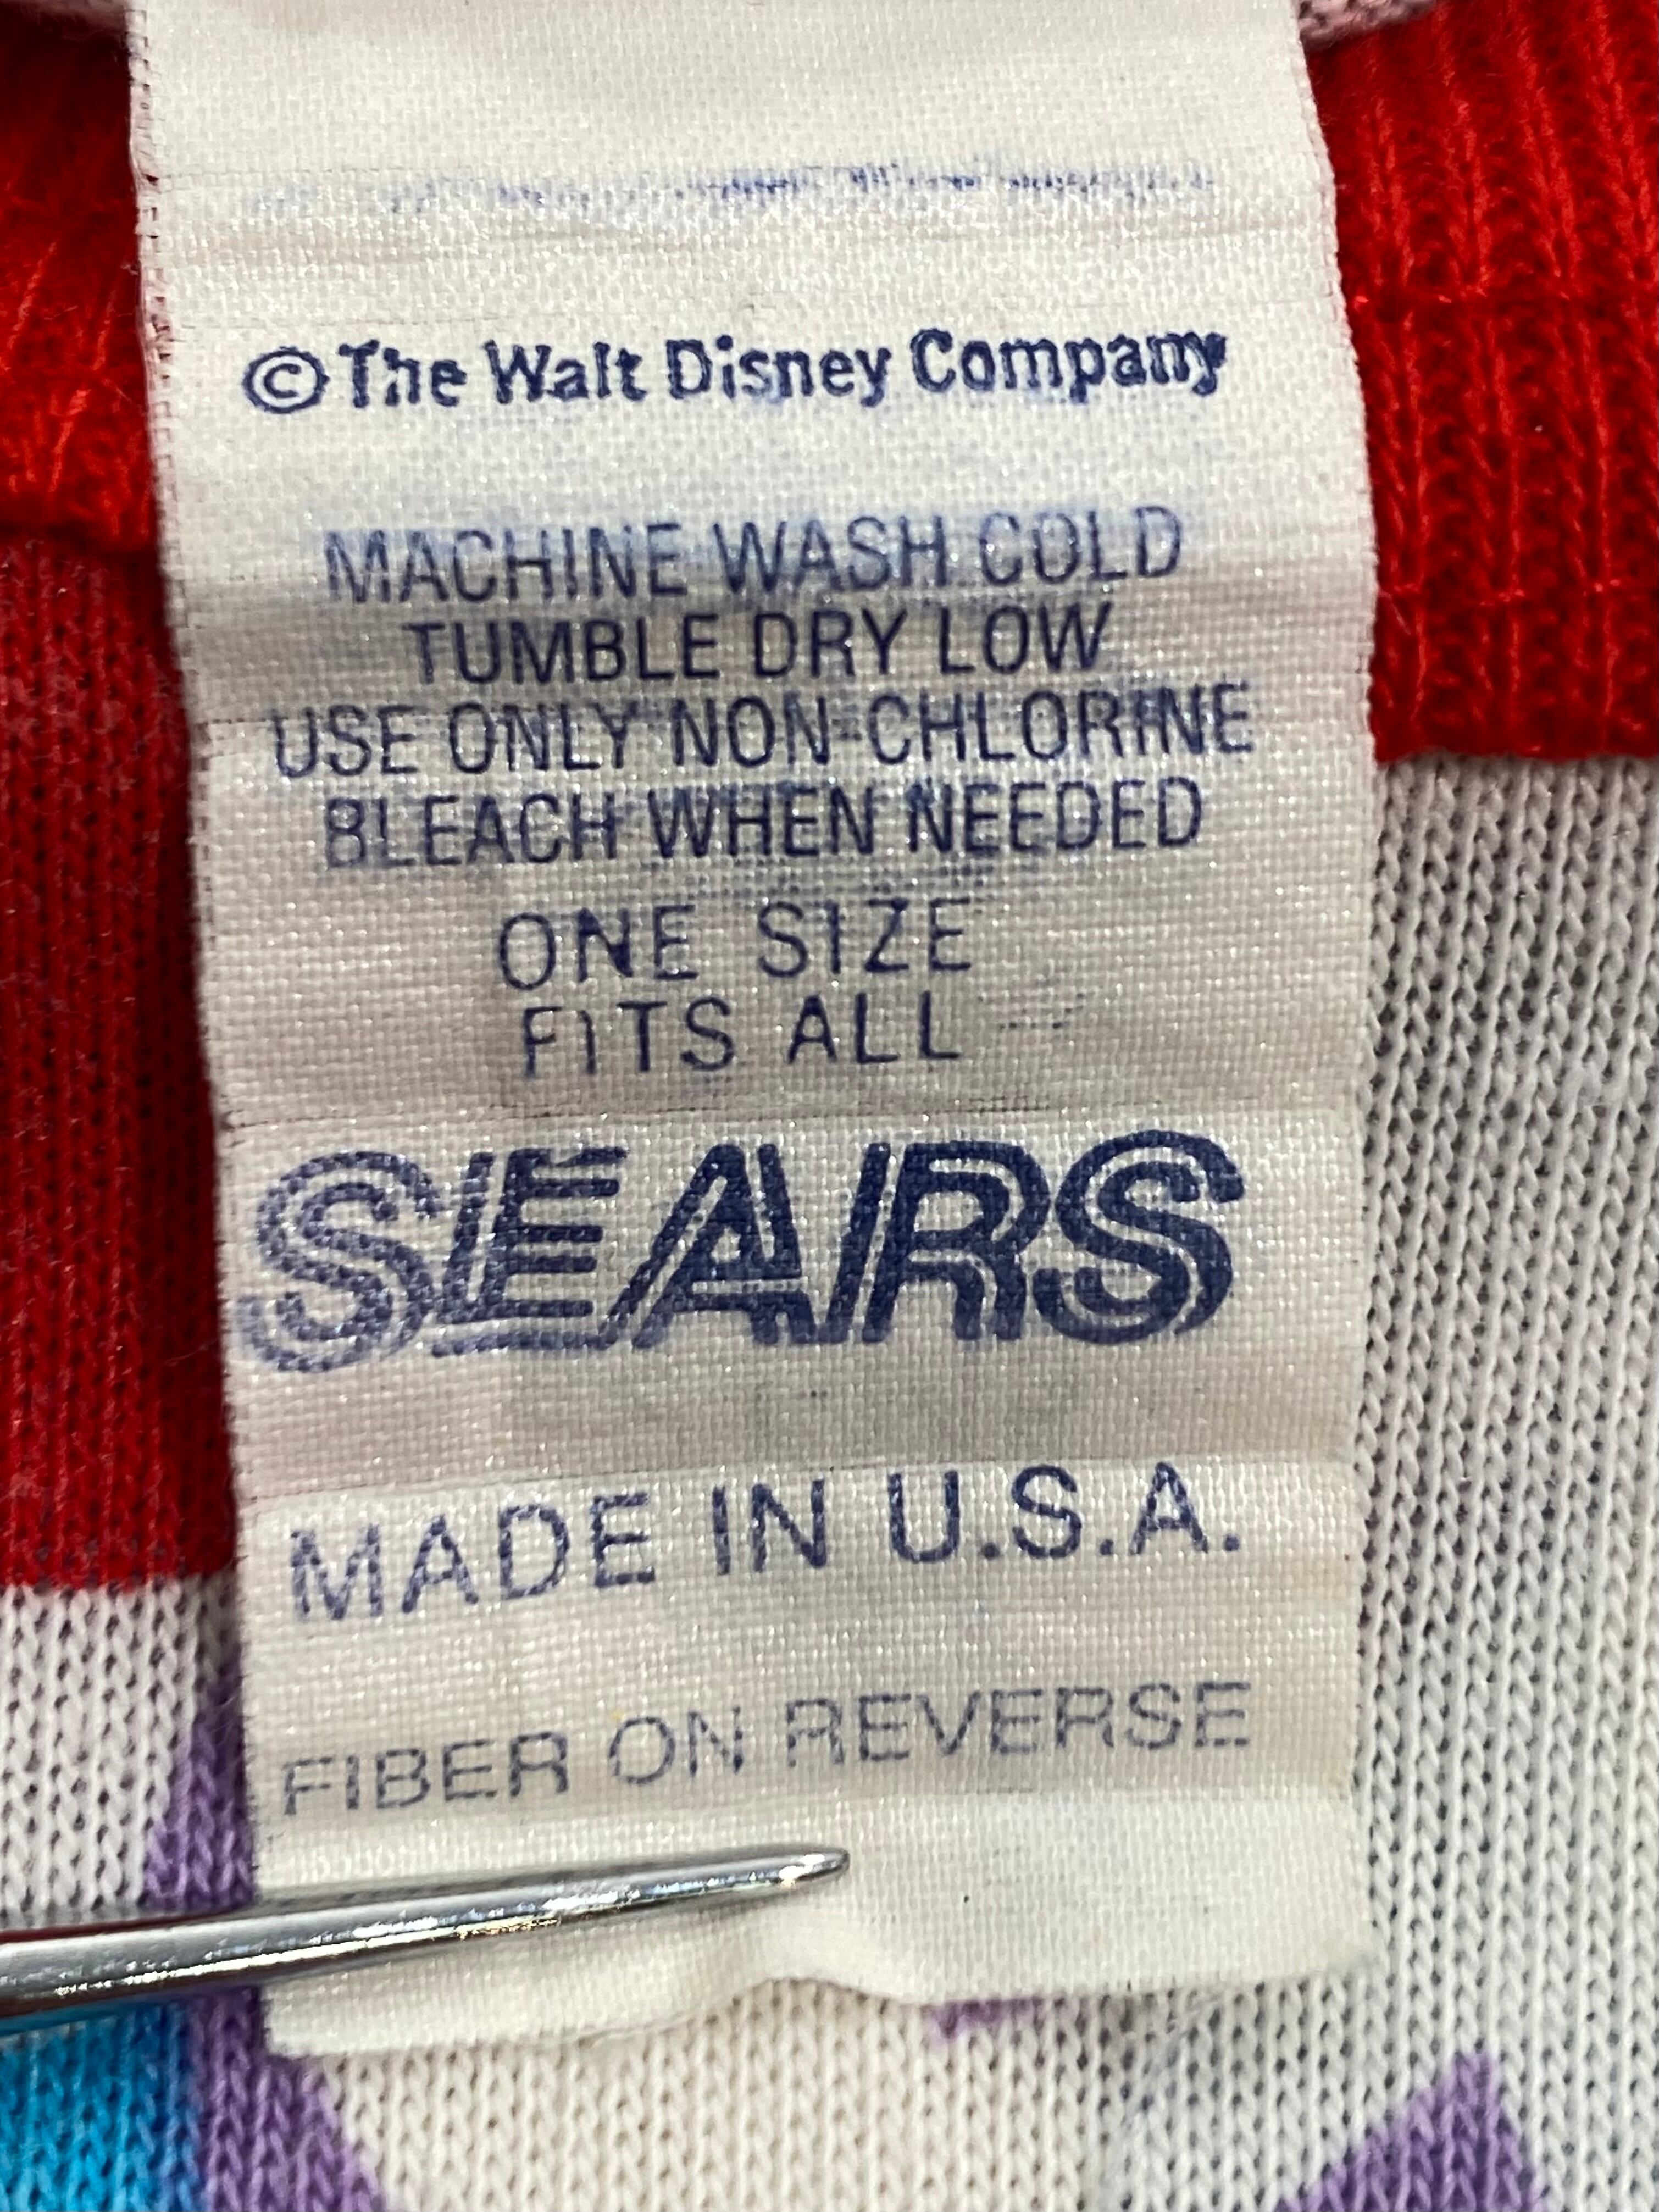 © The Walt Disney Company
MACHINE WASH COLD
TUMBLE DRY LOW
USE ONLY NON-CHLORINE
BLEACH WHEN NEEDED
ONE SIZE
FITS ALL
SEARS
MADE IN U.S.A.
FIBER ON REVERSE